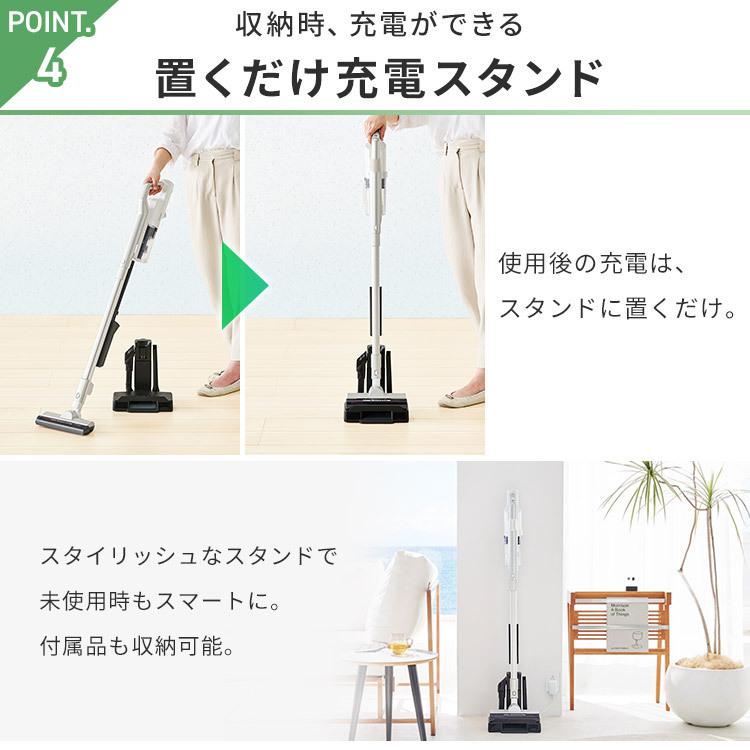 POINT.
4
収納時、充電ができる
置くだけ充電スタンド
使用後の充電は、
スタンドに置くだけ。
スタイリッシュなスタンドで
未使用時もスマートに。
付属品も収納可能。